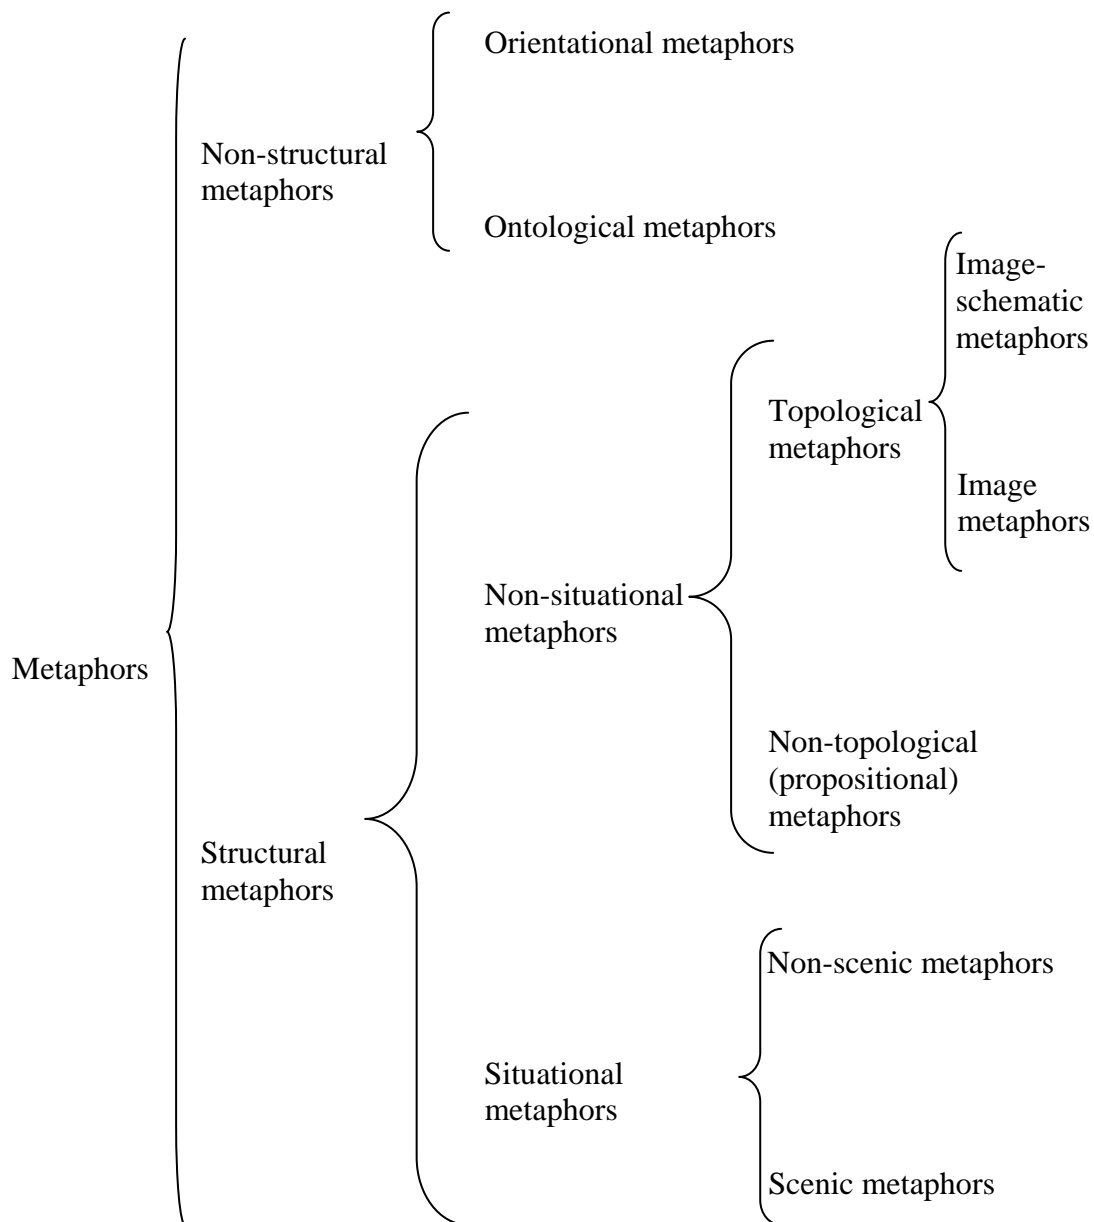 Orientational metaphors
Non-structural
metaphors
Ontological metaphors
Image-
schematic
metaphors
Topological
metaphors
Image
metaphors
Non-situational
metaphors
Metaphors
Non-topological
(propositional)
metaphors
Structural
metaphors
Non-scenic metaphors
Situational
metaphors
Scenic metaphors